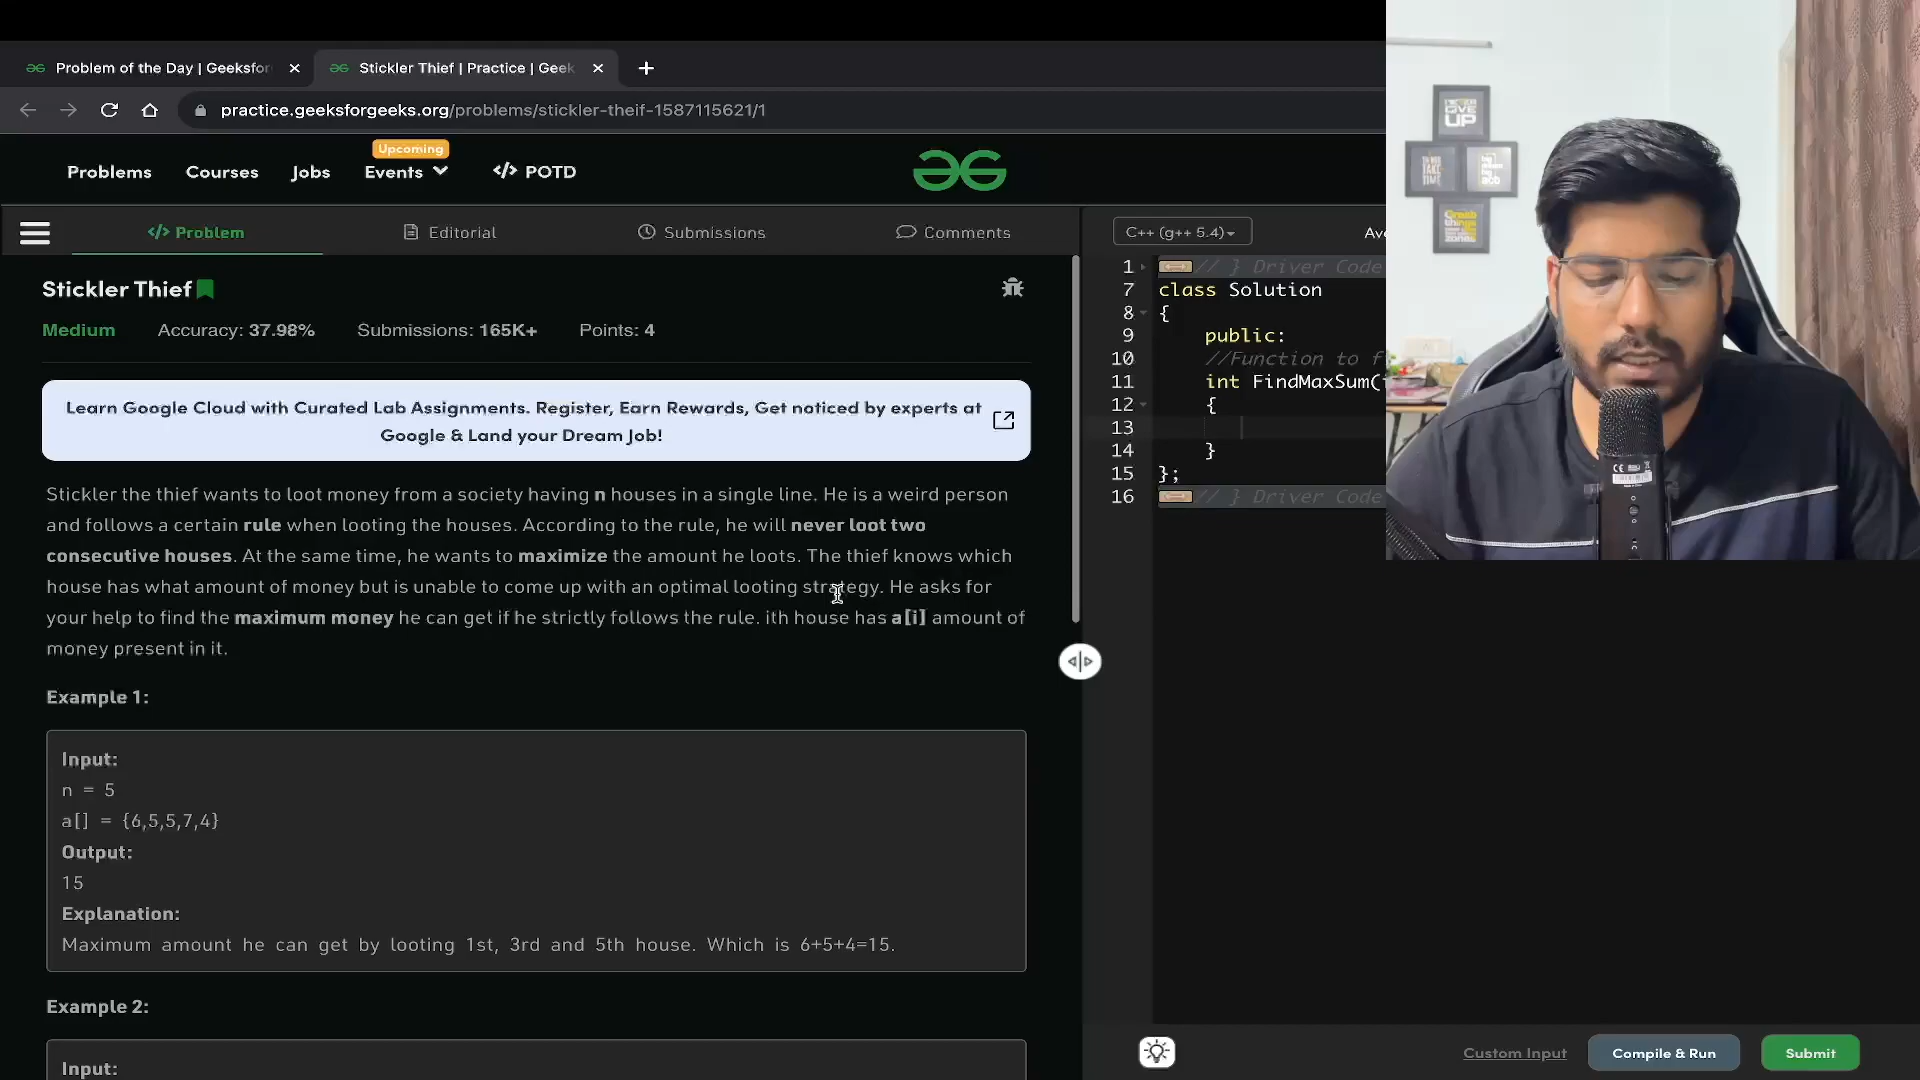 Problem of the Day | Geeksfor
Stickler Thief | Practice | Geek
practice.geeksforgeeks.org/problems/stickler-theif-1587115621/1
Upcoming
Problems Courses Jobs Events </> POTD
</> Problem Editorial Submissions Comments
C++ (g++ 5.4)
Stickler Thief
Medium Accuracy: 37.98% Submissions: 165K+ Points: 4
Learn Google Cloud with Curated Lab Assignments. Register, Earn Rewards, Get noticed by experts at
Google & Land your Dream Job!
Stickler the thief wants to loot money from a society having n houses in a single line. He is a weird person
and follows a certain rule when looting the houses. According to the rule, he will never loot two
consecutive houses. At the same time, he wants to maximize the amount he loots. The thief knows which
house has what amount of money but is unable to come up with an optimal looting strategy. He asks for
your help to find the maximum money he can get if he strictly follows the rule. ith house has a[i] amount of
money present in it.
Example 1:
Input:
n = 5
a[] = {6,5,5,7,4}
Output:
15
Explanation:
Maximum amount he can get by looting 1st, 3rd and 5th house. Which is 6+5+4=15.
Example 2:
Input:
1 // } Driver Code
7 class Solution
8 {
9 public:
10 //Function to f
11 int FindMaxSum(
12 {
13
14 }
15 };
16 // } Driver Code
GIVE
UP
TAKE
TIME
Custom Input Compile & Run Submit